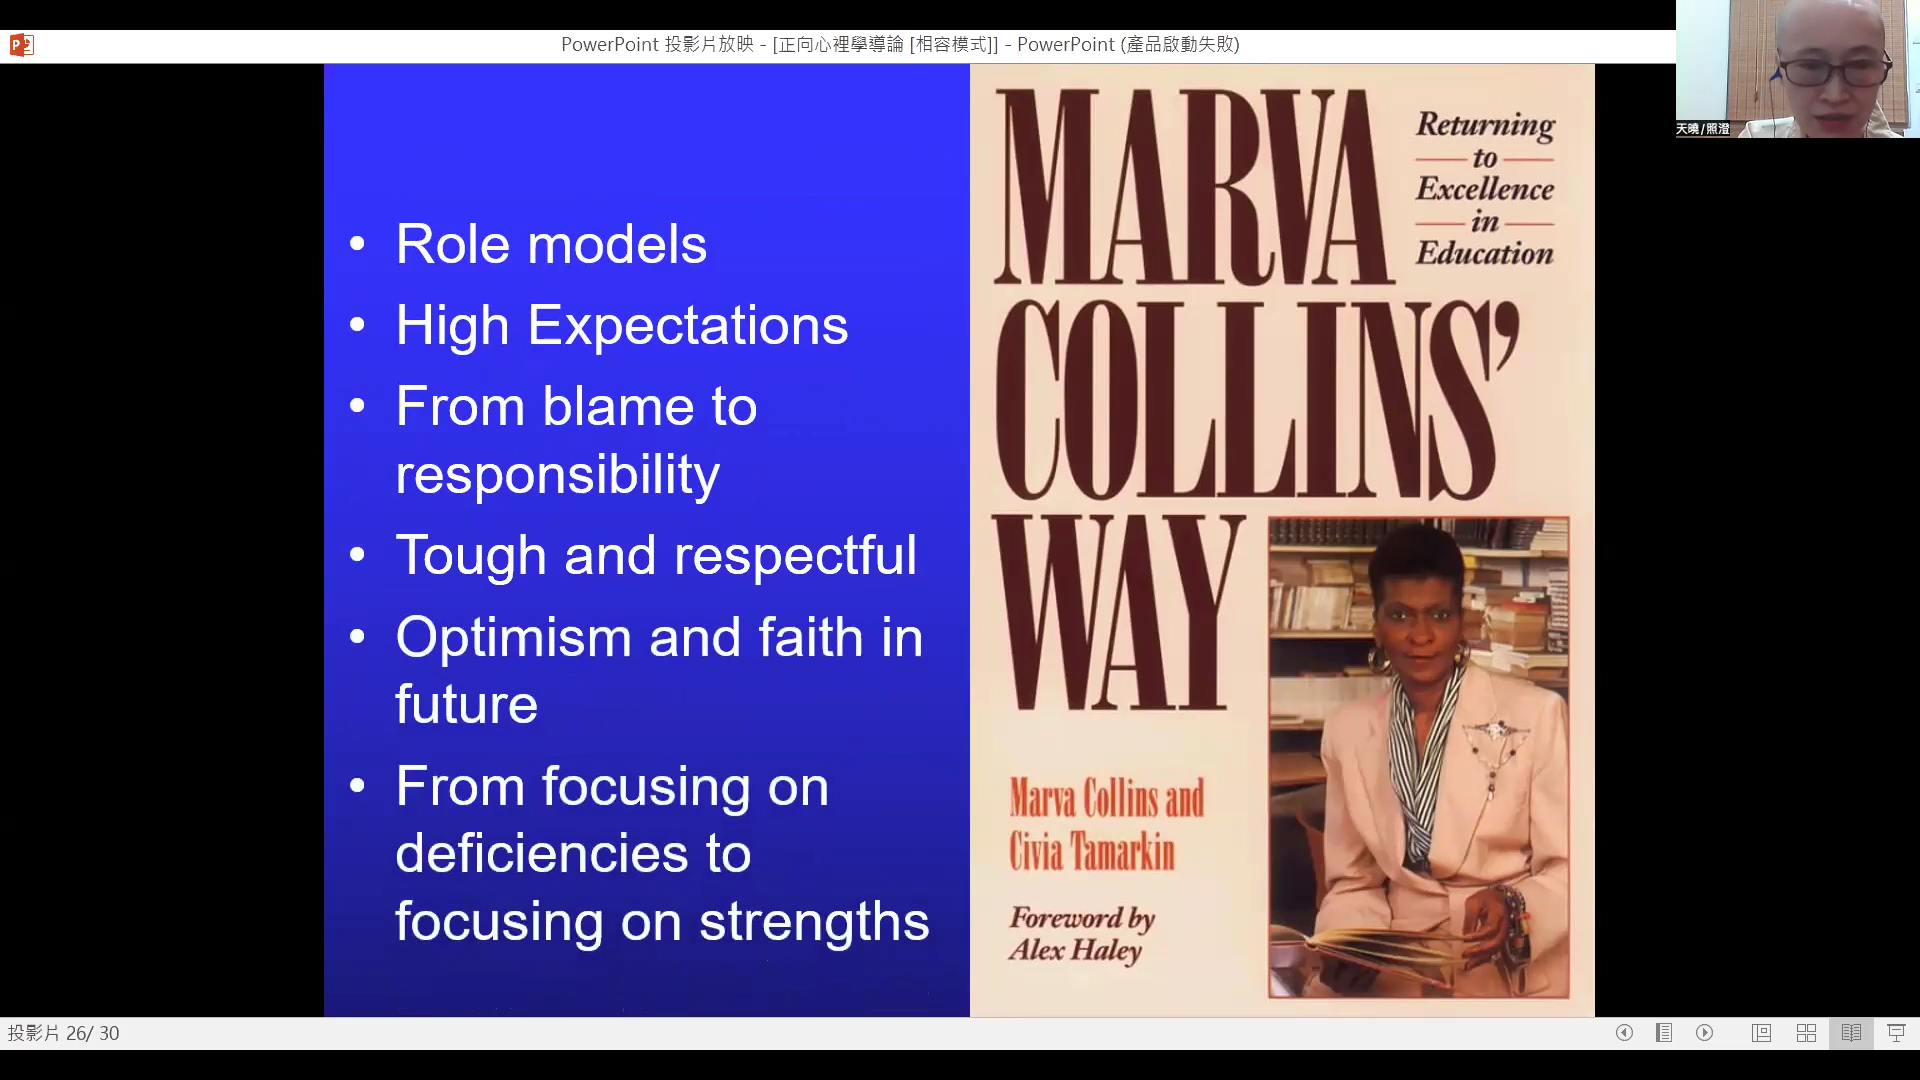 PowerPoint 投影片放映 - [正向心裡學導論 [相容模式]] - PowerPoint (產品啟動失敗)
天曉/照澄
• Role models
• High Expectations
• From blame to
responsibility
• Tough and respectful
• Optimism and faith in
future
• From focusing on
deficiencies to
focusing on strengths
MARVA
COLLINS'
WAY
Returning
to
Excellence
in
Education
Marva Collins and
Civia Tamarkin
Foreword by
Alex Haley
投影片 26/ 30